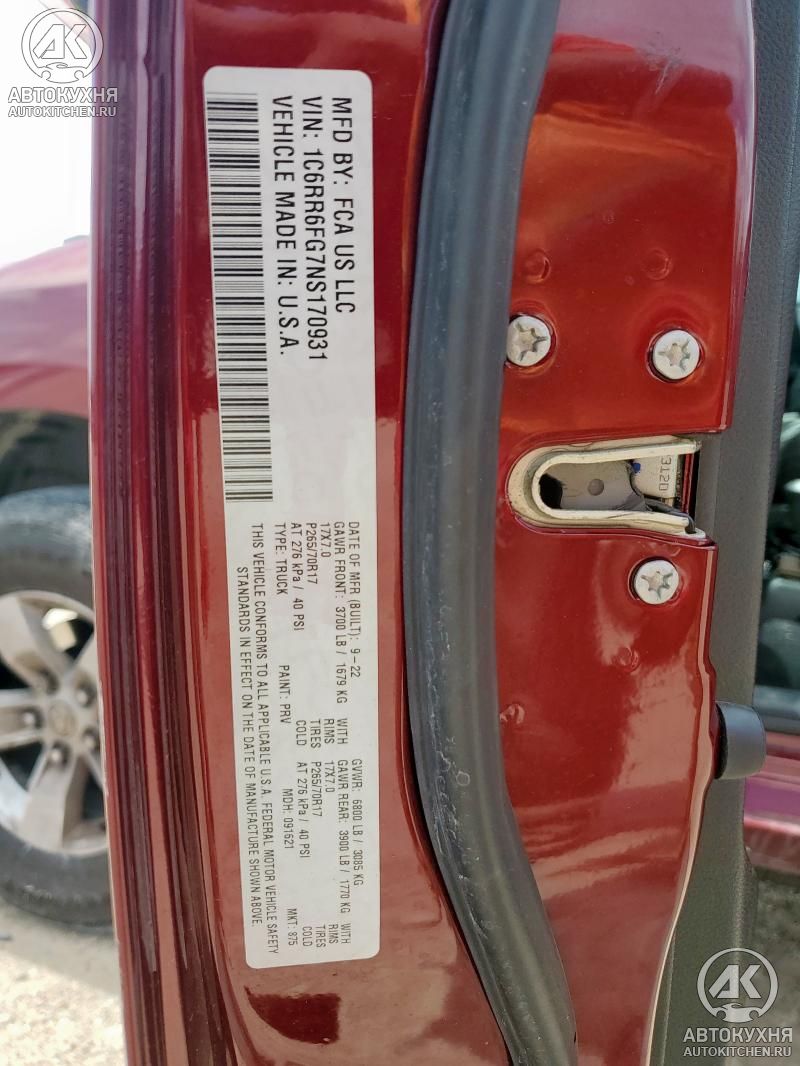 АВТОКУХНЯ
AUTOKITCHEN.RU
MFD BY: FCA US LLC
VIN: 1C6RR6FG7NS170931
VEHICLE MADE IN: U.S.A.
DATE OF MFR (BUILT): 9-22 GVWR: 6800 LB / 3085 KG
GAWR FRONT: 3700 LB / 1679 KG WITH GAWR REAR: 3900 LB / 1770 KG WITH
17X7.0 RIMS 17X7.0 RIMS
P265/70R17 TIRES P265/70R17 TIRES
AT 276 kPa / 40 PSI COLD AT 276 kPa / 40 PSI COLD
TYPE: TRUCK PAINT: PRV MDH: 091621 MKT: 875
THIS VEHICLE CONFORMS TO ALL APPLICABLE U.S.A. FEDERAL MOTOR VEHICLE SAFETY
STANDARDS IN EFFECT ON THE DATE OF MANUFACTURE SHOWN ABOVE.
312D
АВТОКУХНЯ
AUTOKITCHEN.RU